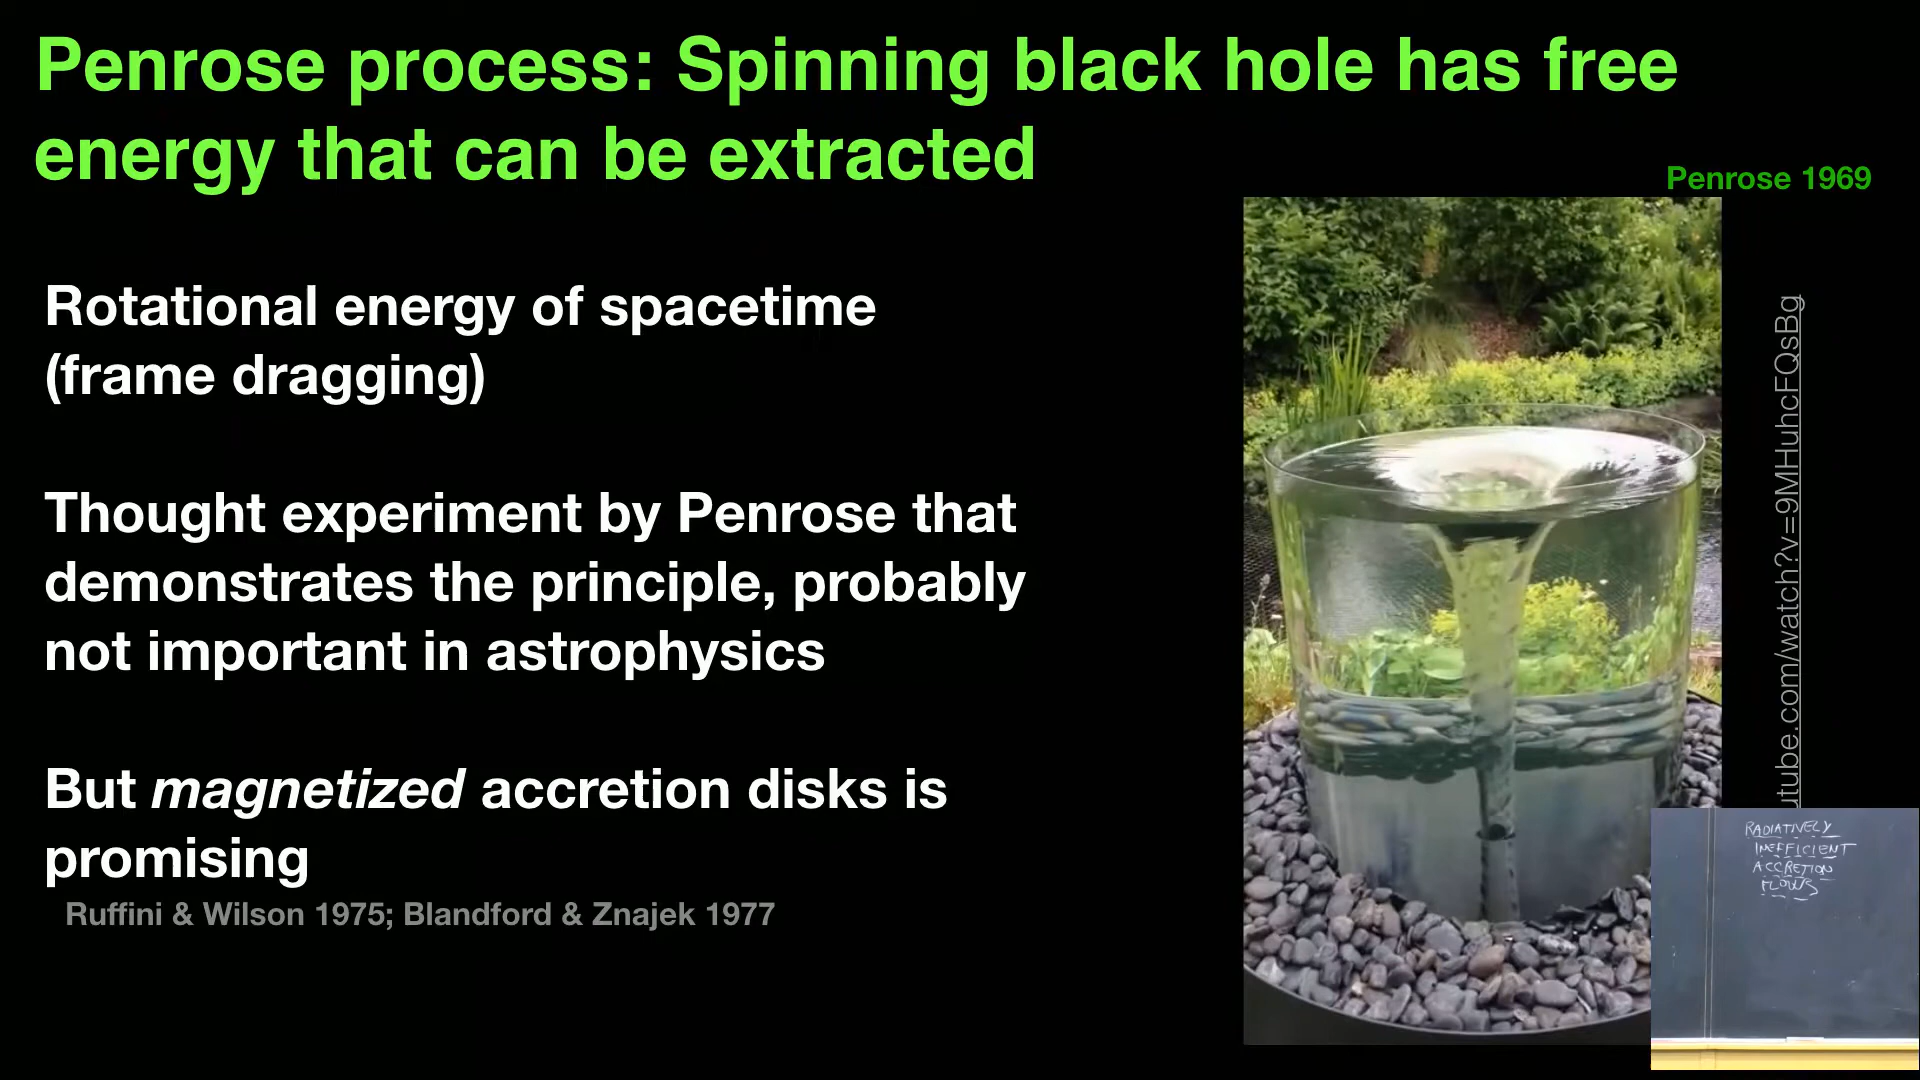 Penrose process: Spinning black hole has free
energy that can be extracted
Penrose 1969
Rotational energy of spacetime
(frame dragging)
Thought experiment by Penrose that
demonstrates the principle, probably
not important in astrophysics
But magnetized accretion disks is
promising
Ruffini & Wilson 1975; Blandford & Znajek 1977
utube.com/watch?v=9MHuhcFQsBg
RADIATIVELY
INEFFICIENT
ACCRETION
FLOWS